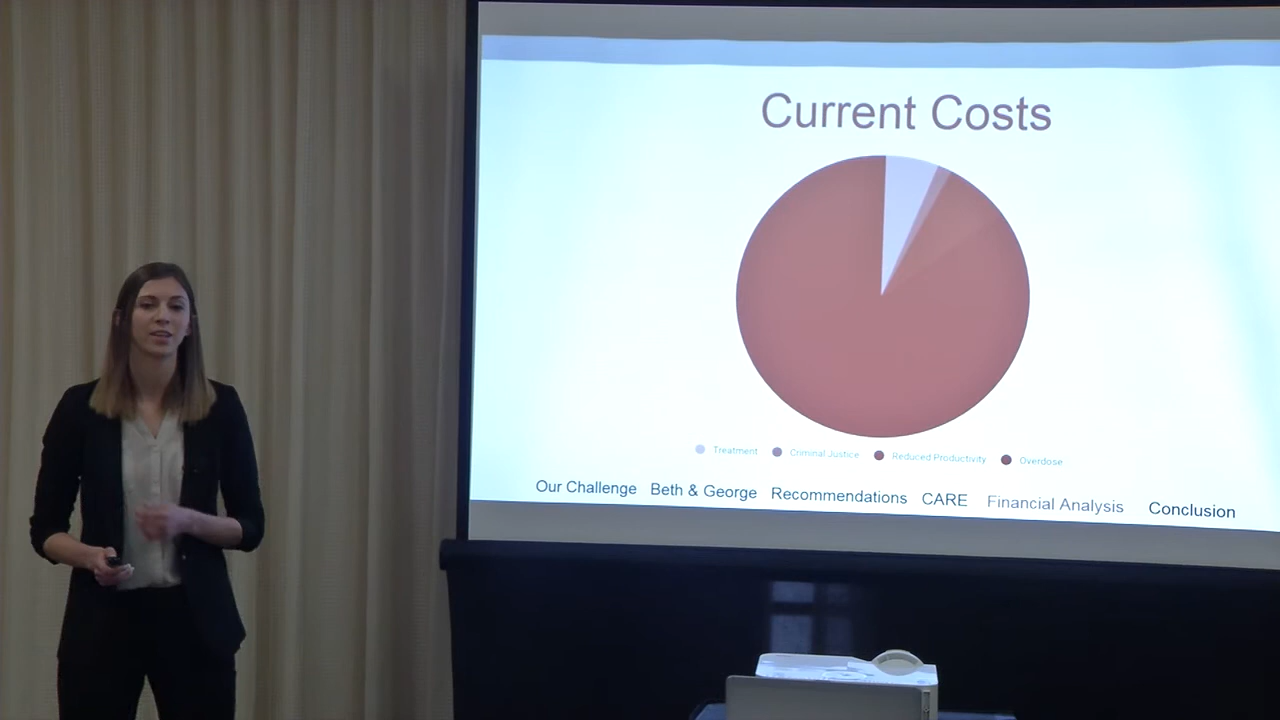 Current Costs
Treatment Criminal Justice Reduced Productivity Overdose
Our Challenge Beth & George Recommendations CARE Financial Analysis Conclusion